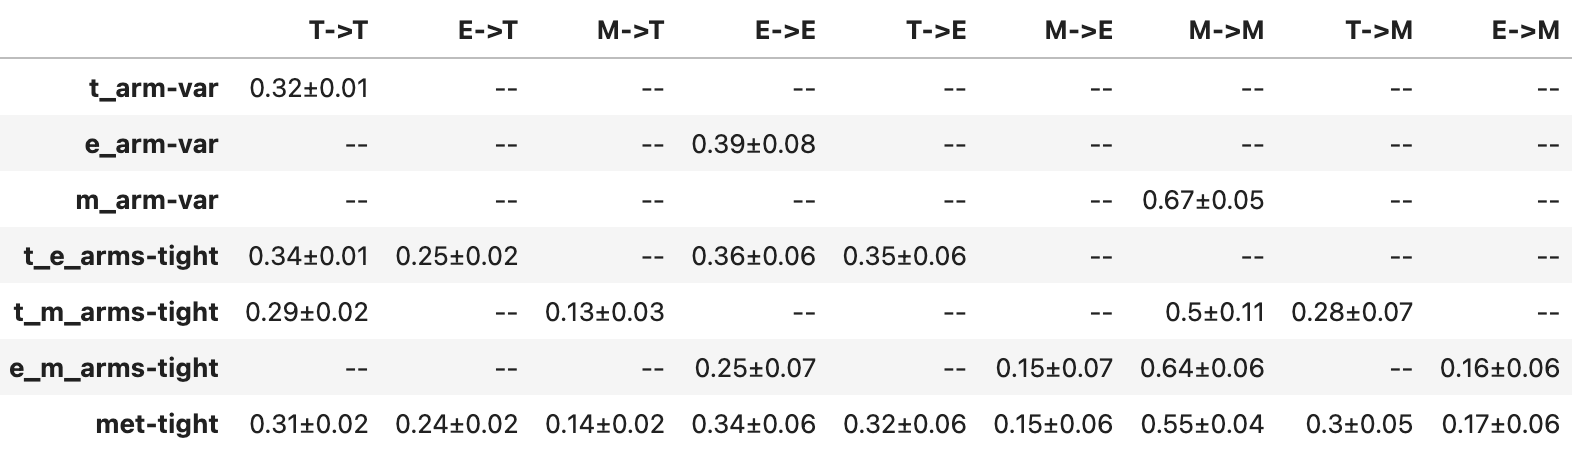 T->T E->T M->T E->E T->E M->E M->M T->M E->M
t_arm-var 0.32±0.01 -- -- -- -- -- -- -- --
e_arm-var -- -- -- 0.39±0.08 -- -- -- -- --
m_arm-var -- -- -- -- -- -- 0.67±0.05 -- --
t_e_arms-tight 0.34±0.01 0.25±0.02 -- 0.36±0.06 0.35±0.06 -- -- -- --
t_m_arms-tight 0.29±0.02 -- 0.13±0.03 -- -- -- 0.5±0.11 0.28±0.07 --
e_m_arms-tight -- -- -- 0.25±0.07 -- 0.15±0.07 0.64±0.06 -- 0.16±0.06
met-tight 0.31±0.02 0.24±0.02 0.14±0.02 0.34±0.06 0.32±0.06 0.15±0.06 0.55±0.04 0.3±0.05 0.17±0.06